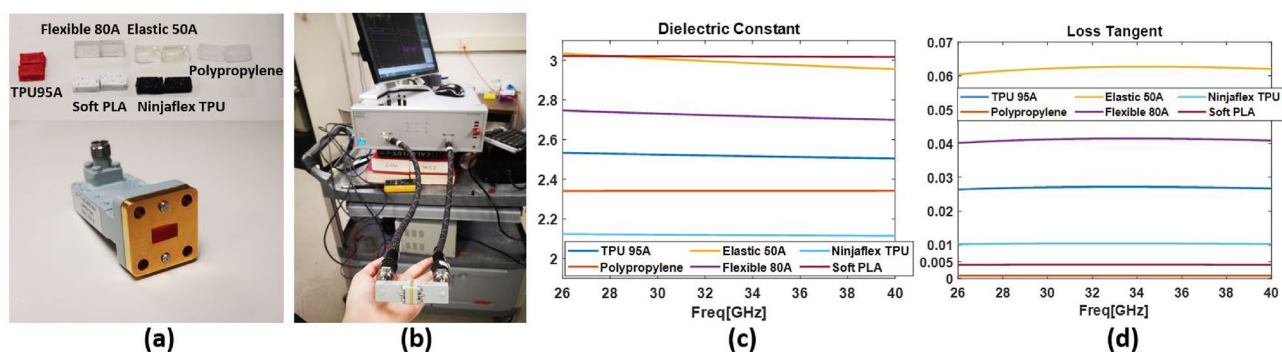 Flexible 80A Elastic 50A
Polypropylene
TPU95A
Soft PLA Ninjaflex TPU
(a)
(b)
Dielectric Constant
3
2.8
2.6
2.4
2.2
2
TPU 95A Elastic 50A Ninjaflex TPU
Polypropylene Flexible 80A Soft PLA
26 28 30 32 34 36 38 40
Freq[GHz]
(c)
Loss Tangent
0.07
0.06
0.05
0.04
0.03
0.02
0.01
0.005
0
TPU 95A Elastic 50A Ninjaflex TPU
Polypropylene Flexible 80A Soft PLA
26 28 30 32 34 36 38 40
Freq[GHz]
(d)